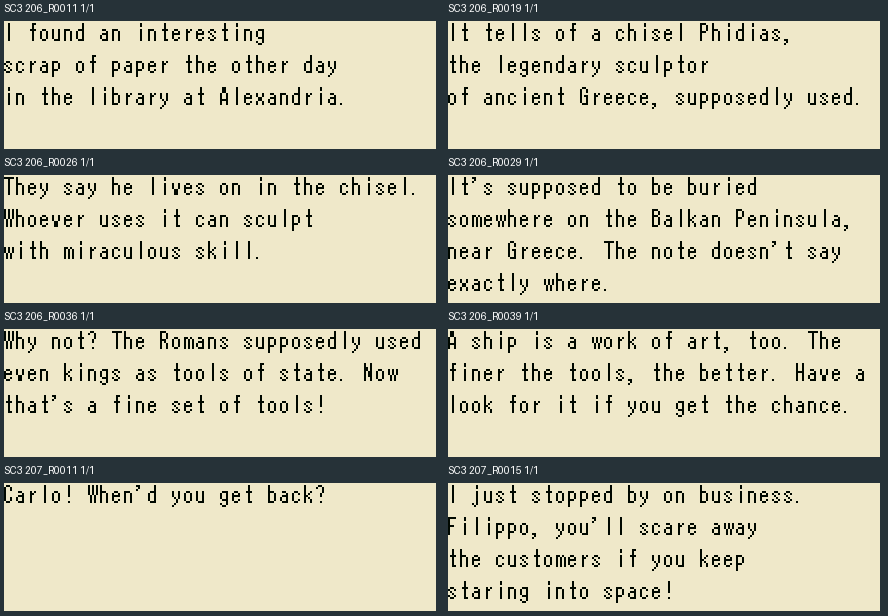 SC3 206_R0011 1/1
I found an interesting
scrap of paper the other day
in the library at Alexandria.
SC3 206_R0019 1/1
It tells of a chisel Phidias,
the legendary sculptor
of ancient Greece, supposedly used.
SC3 206_R0026 1/1
They say he lives on in the chisel.
Whoever uses it can sculpt
with miraculous skill.
SC3 206_R0029 1/1
It's supposed to be buried
somewhere on the Balkan Peninsula,
near Greece. The note doesn't say
exactly where.
SC3 206_R0036 1/1
Why not? The Romans supposedly used
even kings as tools of state. Now
that's a fine set of tools!
SC3 206_R0039 1/1
A ship is a work of art, too. The
finer the tools, the better. Have a
look for it if you get the chance.
SC3 207_R0011 1/1
Carlo! When'd you get back?
SC3 207_R0015 1/1
I just stopped by on business.
Filippo, you'll scare away
the customers if you keep
staring into space!